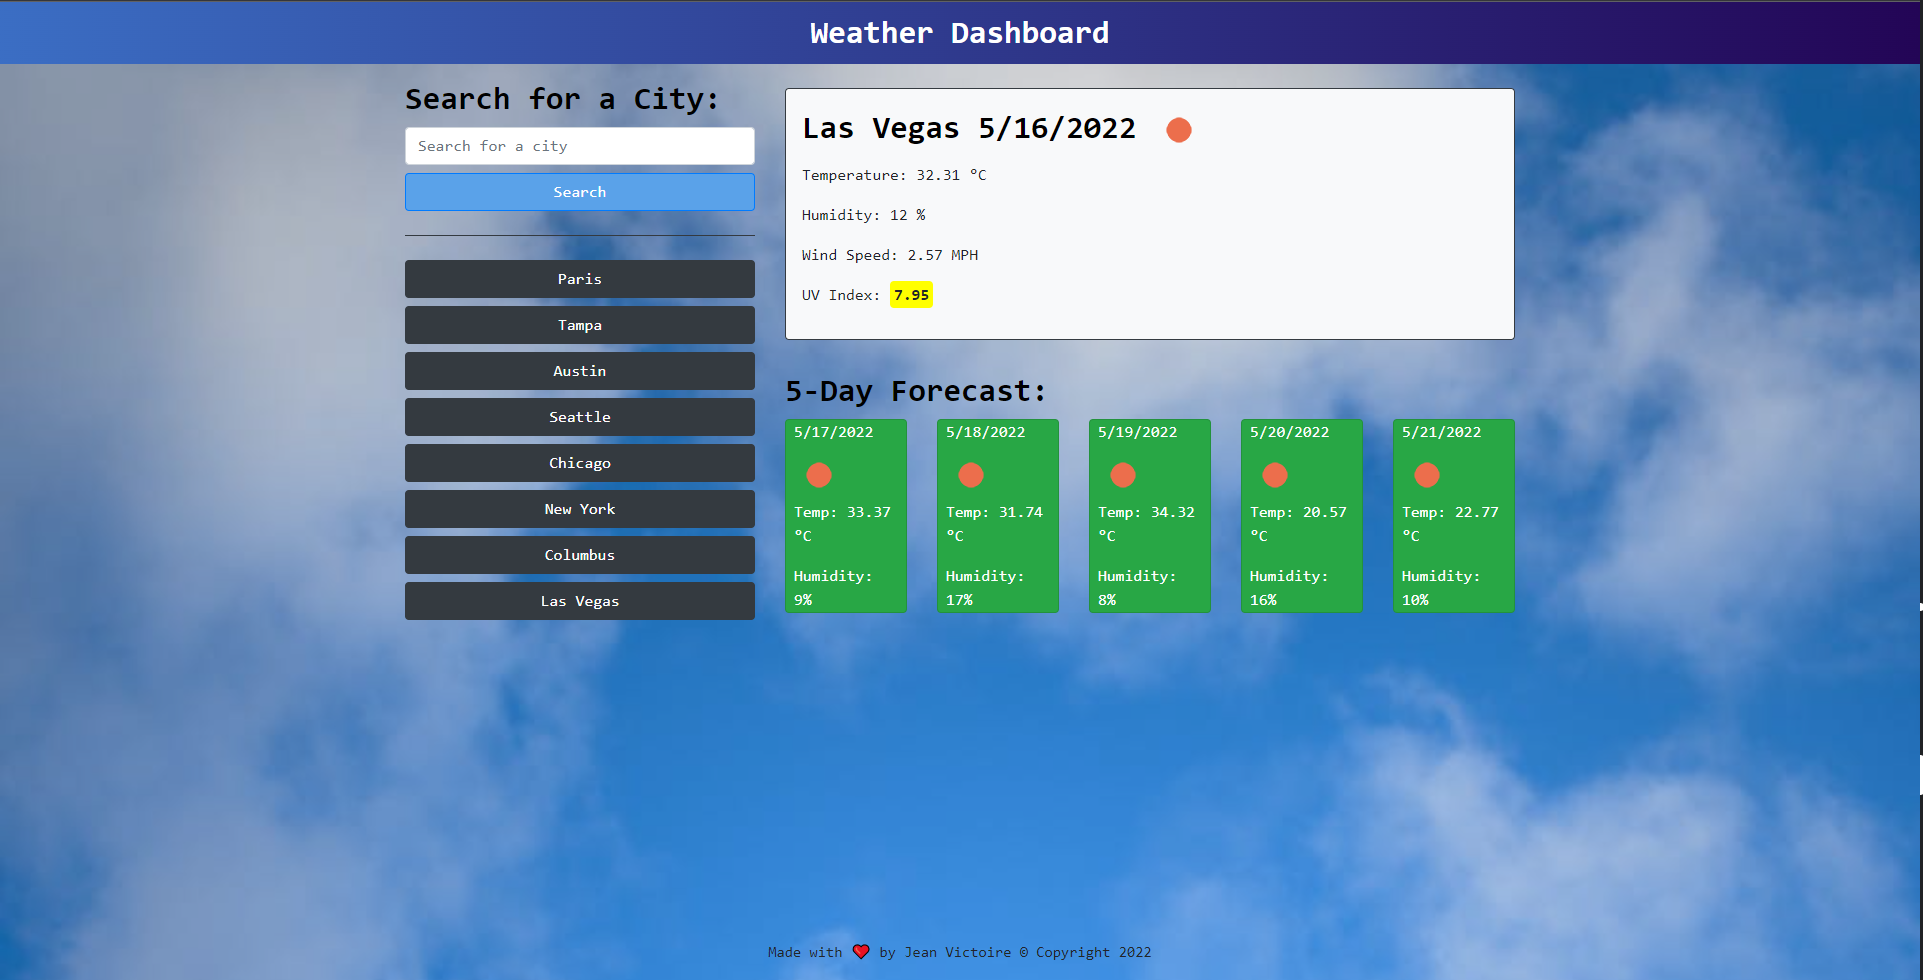 Weather Dashboard
Search for a City:
Search for a city
Search
Paris
Tampa
Austin
Seattle
Chicago
New York
Columbus
Las Vegas
Las Vegas 5/16/2022
Temperature: 32.31 °C
Humidity: 12 %
Wind Speed: 2.57 MPH
UV Index: 7.95
5-Day Forecast:
5/17/2022
Temp: 33.37
°C
Humidity:
9%
5/18/2022
Temp: 31.74
°C
Humidity:
17%
5/19/2022
Temp: 34.32
°C
Humidity:
8%
5/20/2022
Temp: 20.57
°C
Humidity:
16%
5/21/2022
Temp: 22.77
°C
Humidity:
10%
Made with ❤️ by Jean Victoire © Copyright 2022